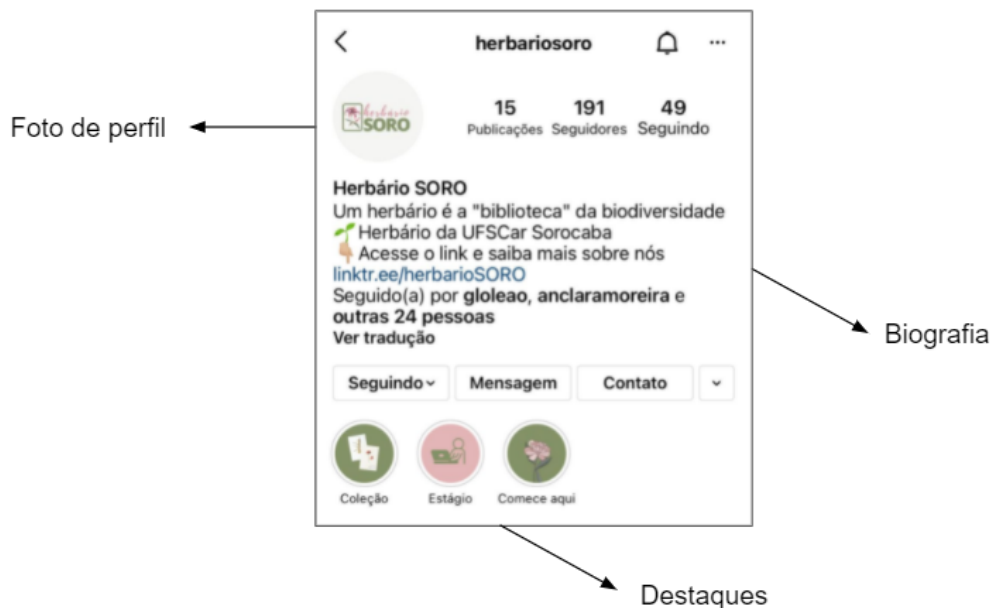 herbariosoro
Foto de perfil
herbário
SORO
15 191 49
Publicações Seguidores Seguindo
Herbário SORO
Um herbário é a "biblioteca" da biodiversidade
Herbário da UFSCar Sorocaba
Acesse o link e saiba mais sobre nós
linktr.ee/herbarioSORO
Seguido(a) por gloleao, anclaramoreira e
outras 24 pessoas
Ver tradução
Biografia
Seguindo Mensagem Contato
Coleção Estágio Comece aqui
Destaques